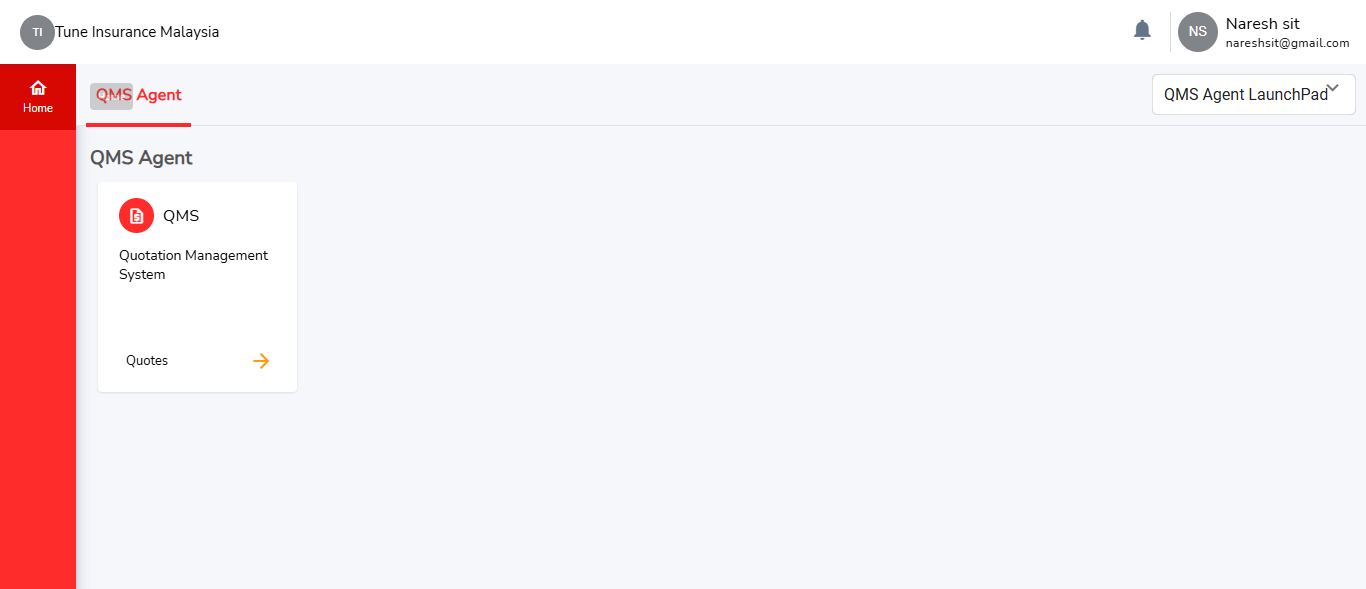 TI Tune Insurance Malaysia
NS
Naresh sit
nareshsit@gmail.com
Home
QMS Agent
QMS Agent LaunchPad
QMS Agent
QMS
Quotation Management
System
Quotes